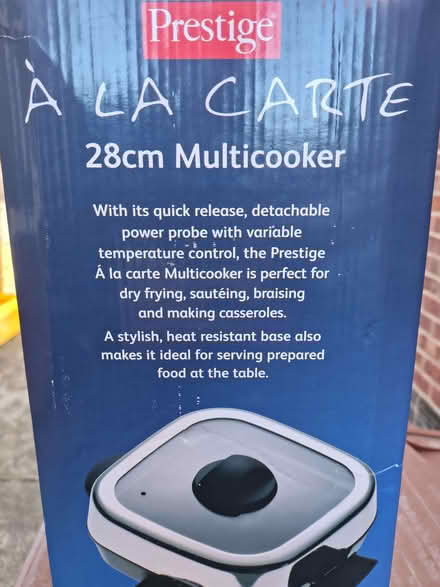 Prestige
À LA CARTE
28cm Multicooker
With its quick release, detachable
power probe with variable
temperature control, the Prestige
Á la carte Multicooker is perfect for
dry frying, sautéing, braising
and making casseroles.
A stylish, heat resistant base also
makes it ideal for serving prepared
food at the table.